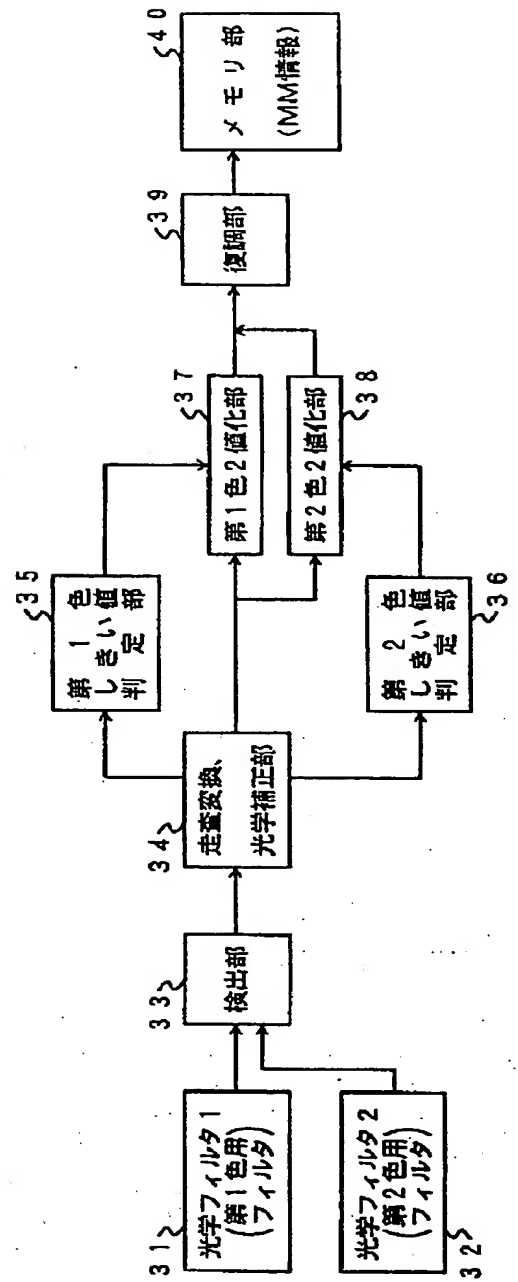 31
光学フィルタ1
(第1色用
フィルタ)
32
光学フィルタ2
(第2色用
フィルタ)
33
検出部
34
走査変換、
光学補正部
35
第1色
しきい値
判定部
36
第2色
しきい値
判定部
37
第1色2値化部
38
第2色2値化部
39
復調部
40
メモリ部
(MM情報)